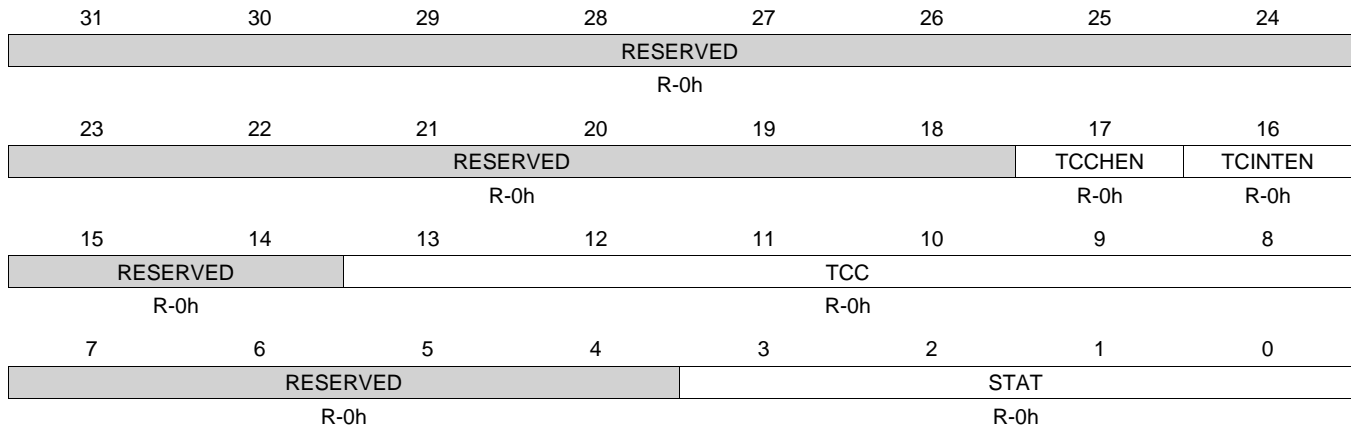 31 30 29 28 27 26 25 24
RESERVED
R-0h
23 22 21 20 19 18 17 16
RESERVED TCCHEN TCINTEN
R-0h R-0h R-0h
15 14 13 12 11 10 9 8
RESERVED TCC
R-0h R-0h
7 6 5 4 3 2 1 0
RESERVED STAT
R-0h R-0h